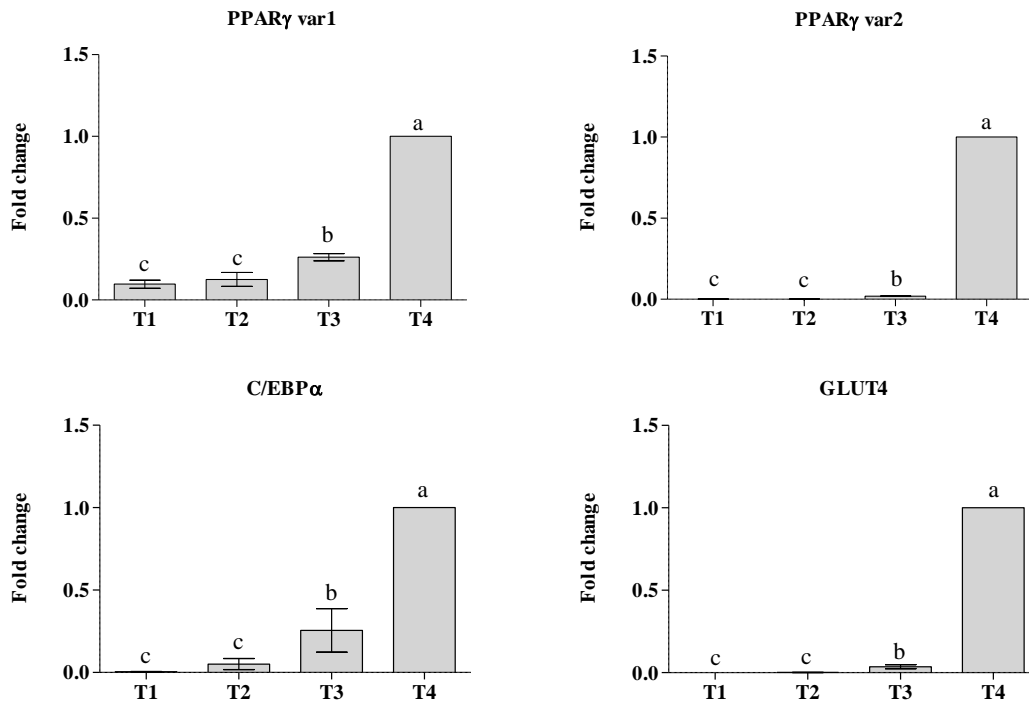 PPARγ var1
Fold change
1.5
1.0
0.5
0.0
c
c
b
a
T1 T2 T3 T4
PPARγ var2
Fold change
1.5
1.0
0.5
0.0
c
c
b
a
T1 T2 T3 T4
C/EBPα
Fold change
1.5
1.0
0.5
0.0
c
c
b
a
T1 T2 T3 T4
GLUT4
Fold change
1.5
1.0
0.5
0.0
c
c
b
a
T1 T2 T3 T4